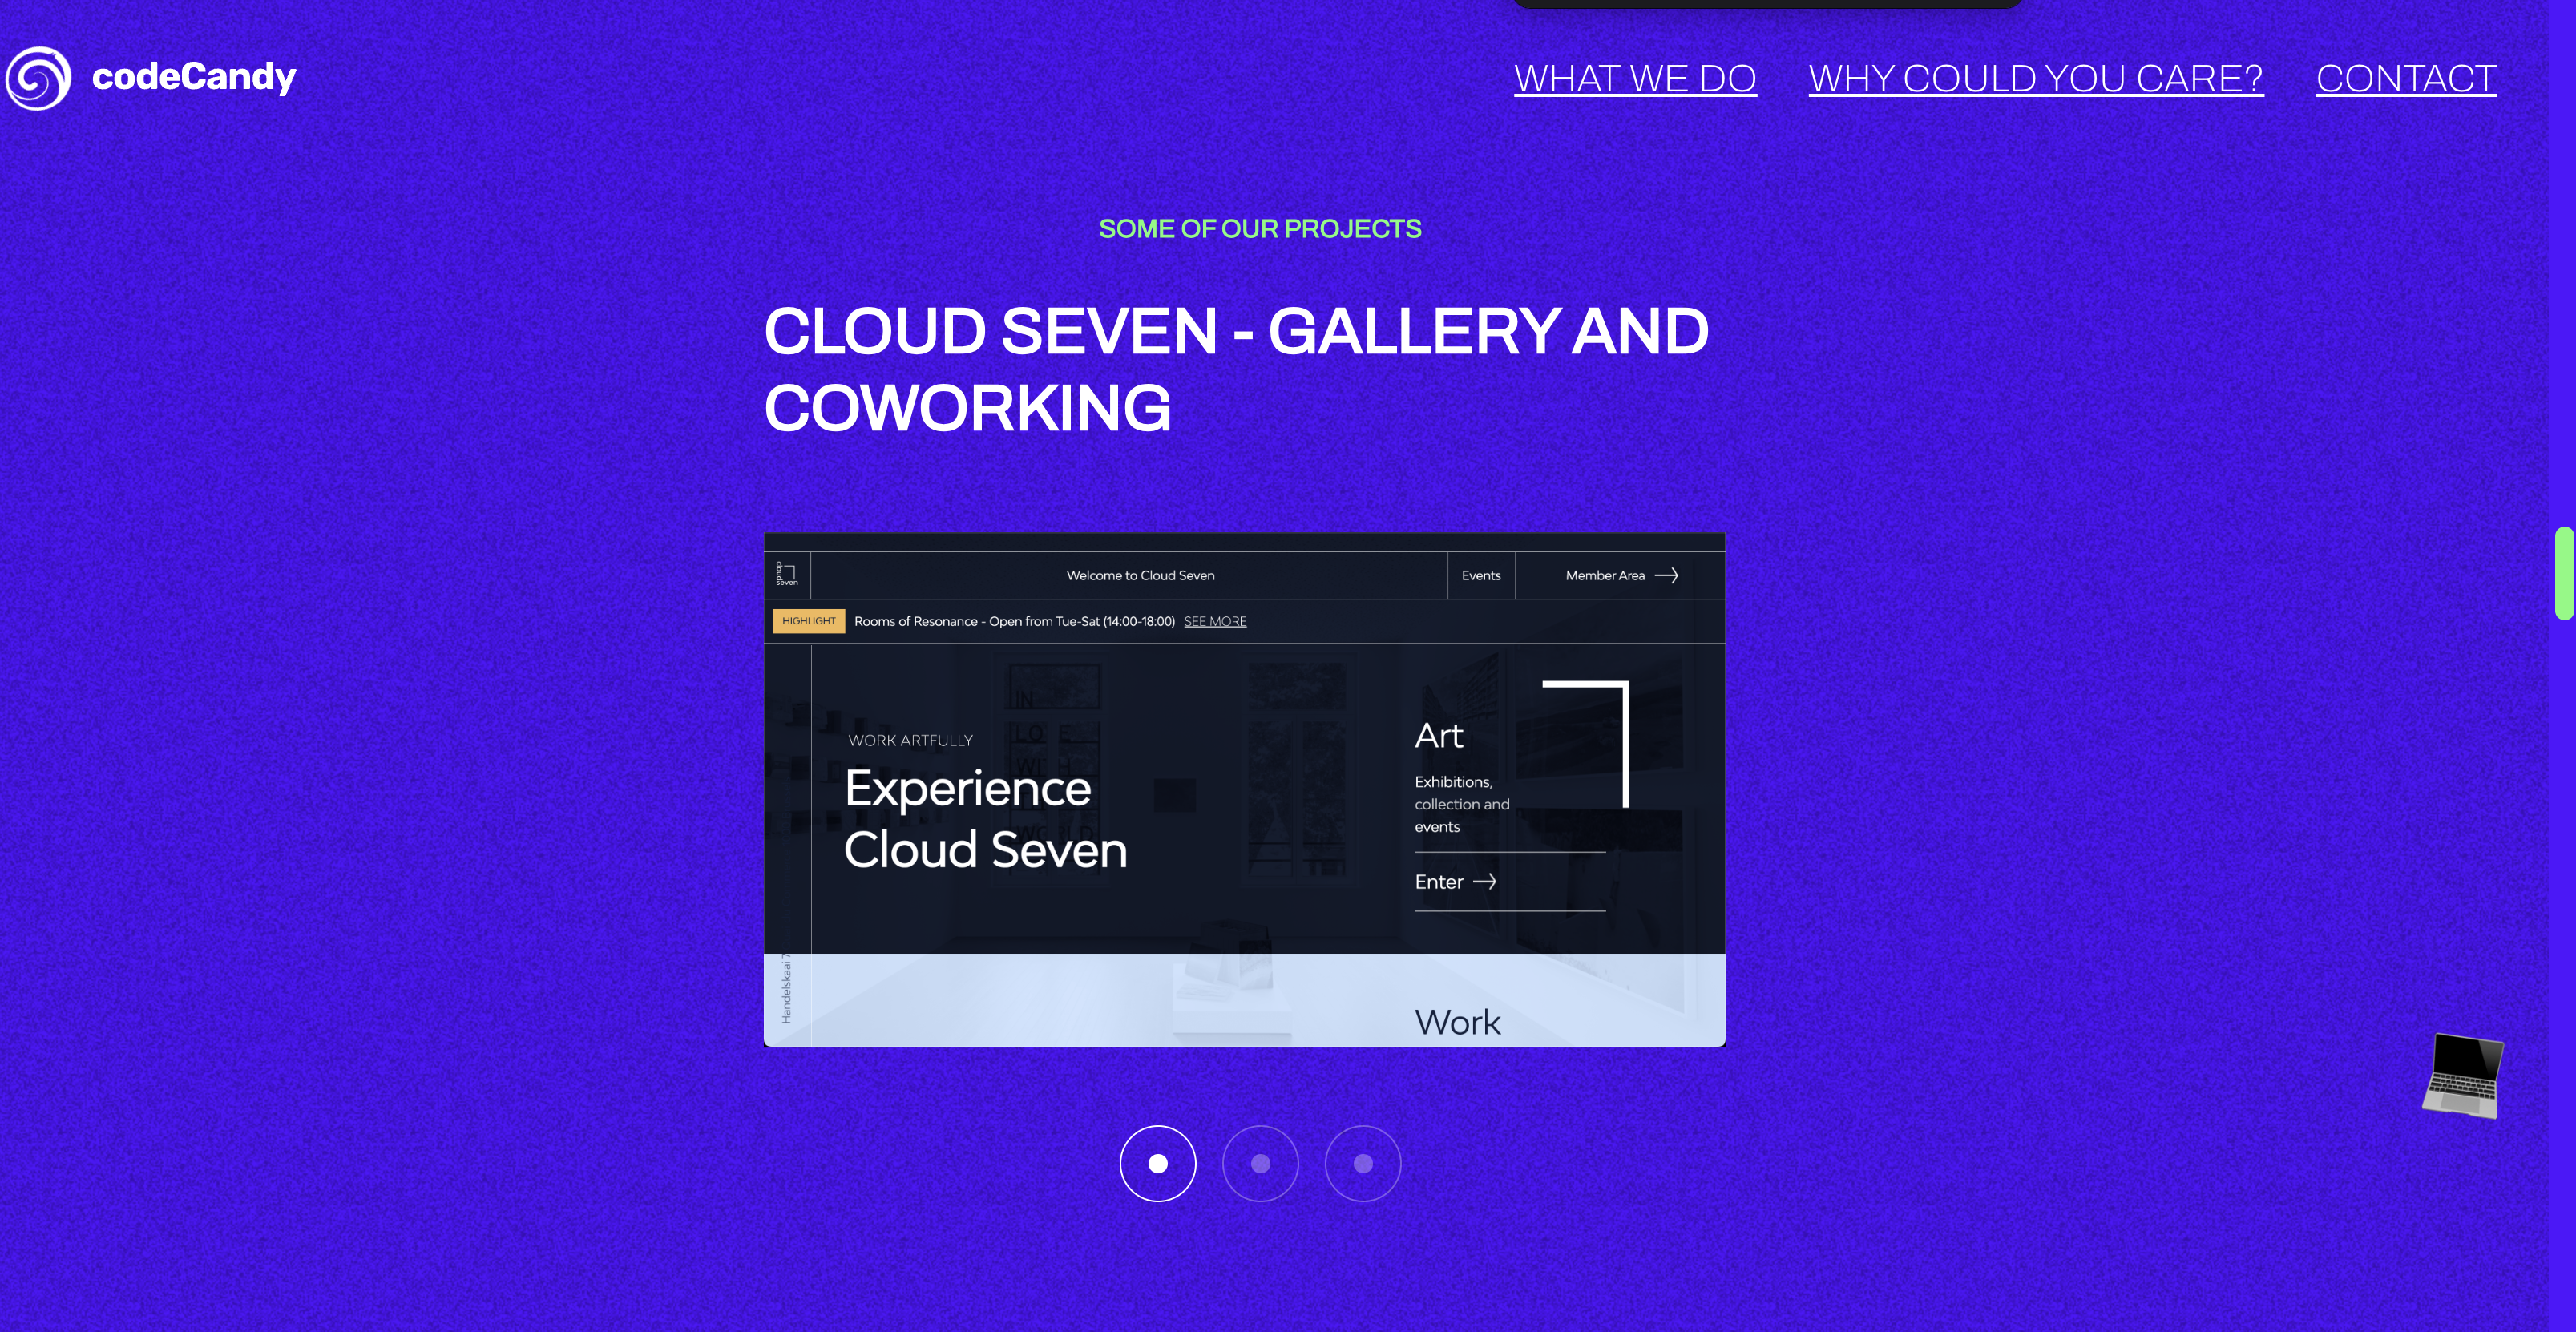 codeCandy
WHAT WE DO
WHY COULD YOU CARE?
CONTACT
SOME OF OUR PROJECTS
CLOUD SEVEN - GALLERY AND
COWORKING
cloud
seven
Welcome to Cloud Seven
Events
Member Area
HIGHLIGHT
Rooms of Resonance - Open from Tue-Sat (14:00-18:00) SEE MORE
WORK ARTFULLY
Experience
Cloud Seven
Art
Exhibitions,
collection and
events
Enter
Handelskaai 7
Work